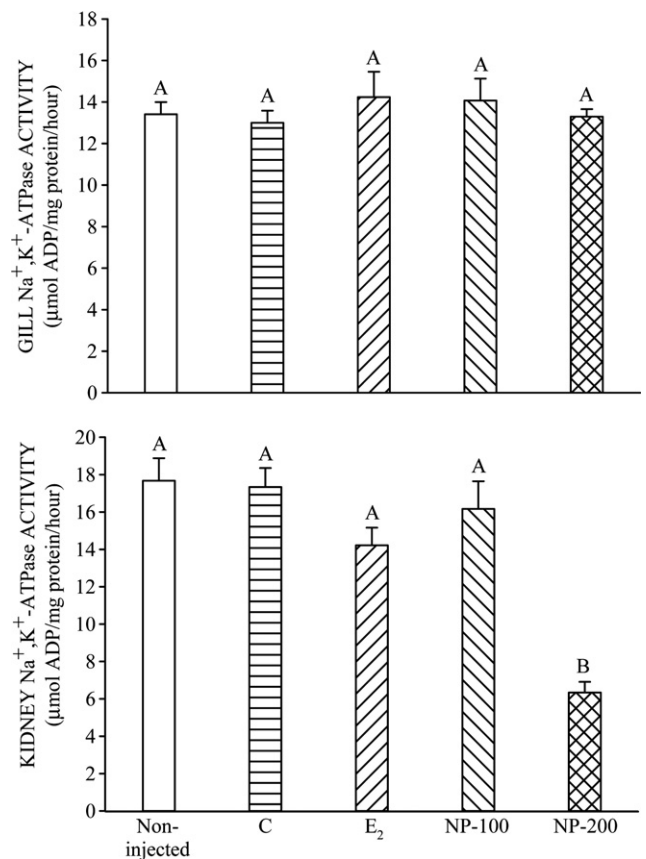 GILL Na⁺,K⁺-ATPase ACTIVITY
(μmol ADP/mg protein/hour)
18
16
14
12
10
8
6
4
2
0
A
A
A
A
A
KIDNEY Na⁺,K⁺-ATPase ACTIVITY
(μmol ADP/mg protein/hour)
20
18
16
14
12
10
8
6
4
2
0
A
A
A
A
B
Non-
injected
C
E₂
NP-100
NP-200